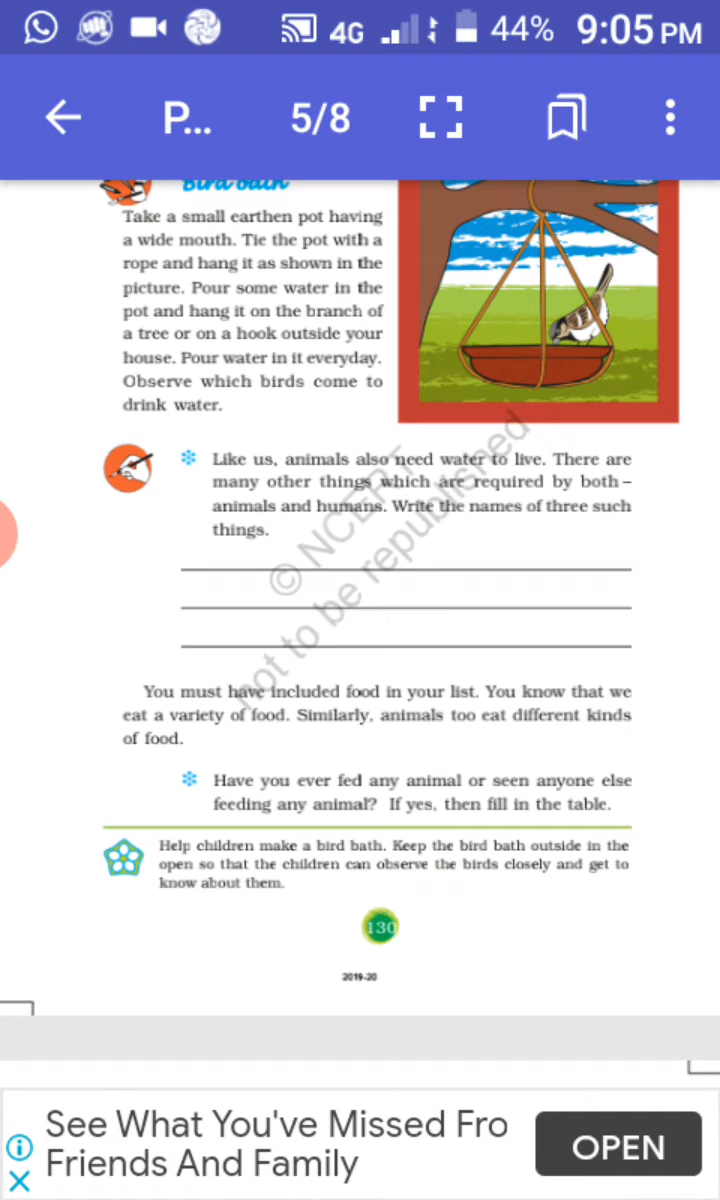 4G 44% 9:05 PM
P... 5/8
Bird bath
Take a small earthen pot having
a wide mouth. Tie the pot with a
rope and hang it as shown in the
picture. Pour some water in the
pot and hang it on the branch of
a tree or on a hook outside your
house. Pour water in it everyday.
Observe which birds come to
drink water.
Like us, animals also need water to live. There are
many other things which are required by both –
animals and humans. Write the names of three such
things.
© NCERT
not to be republished
You must have included food in your list. You know that we
eat a variety of food. Similarly, animals too eat different kinds
of food.
Have you ever fed any animal or seen anyone else
feeding any animal? If yes, then fill in the table.
Help children make a bird bath. Keep the bird bath outside in the
open so that the children can observe the birds closely and get to
know about them.
130
2019-20
See What You've Missed Fro
Friends And Family
OPEN